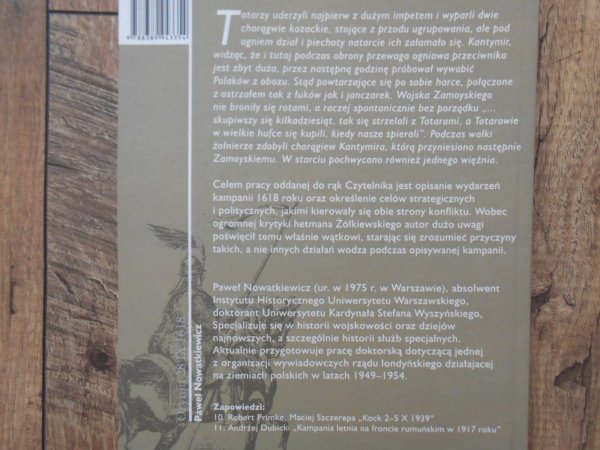 9 788389 943354
Tatarzy uderzyli najpierw z dużym impetem i wyparli dwie
chorągwie kozackie, stojące z przodu ugrupowania, ale pod
ogniem dział i piechoty natarcie ich załamało się. Kantymir,
widząc, że i tutaj podczas obrony przewaga ogniowa przeciwnika
jest zbyt duża, przez następną godzinę próbował wywabić
Polaków z obozu. Stąd powtarzające się po sobie harce, połączone
z ostrzałem tak z łuków jak i janczarek. Wojska Zamoyskiego
nie broniły się rotami, a raczej spontanicznie bez porządku „...
skupiwszy się kilkadziesiąt, tak się strzelali z Tatarami, a Tatarowie
w wielkie hufce się kupili, kiedy nasze spierali”. Podczas walki
żołnierze zdobyli chorągiew Kantymira, którą przyniesiono następnie
Zamoyskiemu. W starciu pochwycono również jednego więźnia.
Celem pracy oddanej do rąk Czytelnika jest opisanie wydarzeń
kampanii 1618 roku oraz określenie celów strategicznych
i politycznych, jakimi kierowały się obie strony konfliktu. Wobec
ogromnej krytyki hetmana Żółkiewskiego autor dużo uwagi
poświęcił temu właśnie wątkowi, starając się zrozumieć przyczyny
takich, a nie innych działań wodza podczas opisywanej kampanii.
Paweł Nowatkiewicz (ur. w 1975 r. w Warszawie), absolwent
Instytutu Historycznego Uniwersytetu Warszawskiego,
doktorant Uniwersytetu Kardynała Stefana Wyszyńskiego,
Specjalizuje się w historii wojskowości oraz dziejów
najnowszych, a szczególnie historii służb specjalnych.
Aktualnie przygotowuje pracę doktorską dotyczącą jednej
z organizacji wywiadowczych rządu londyńskiego działającej
na ziemiach polskich w latach 1949–1954.
Zapowiedzi:
10. Robert Primke, Maciej Szczerepa „Kock 2–5 X 1939”
11. Andrzej Dubicki „Kampania letnia na froncie rumuńskim w 1917 roku”
Orynin 28 IX 1618
Paweł Nowatkiewicz